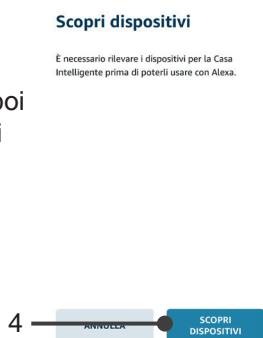 Scopri dispositivi
È necessario rilevare i dispositivi per la Casa
Intelligente prima di poterli usare con Alexa.
poi
i
4
ANNULLA
SCOPRI
DISPOSITIVI